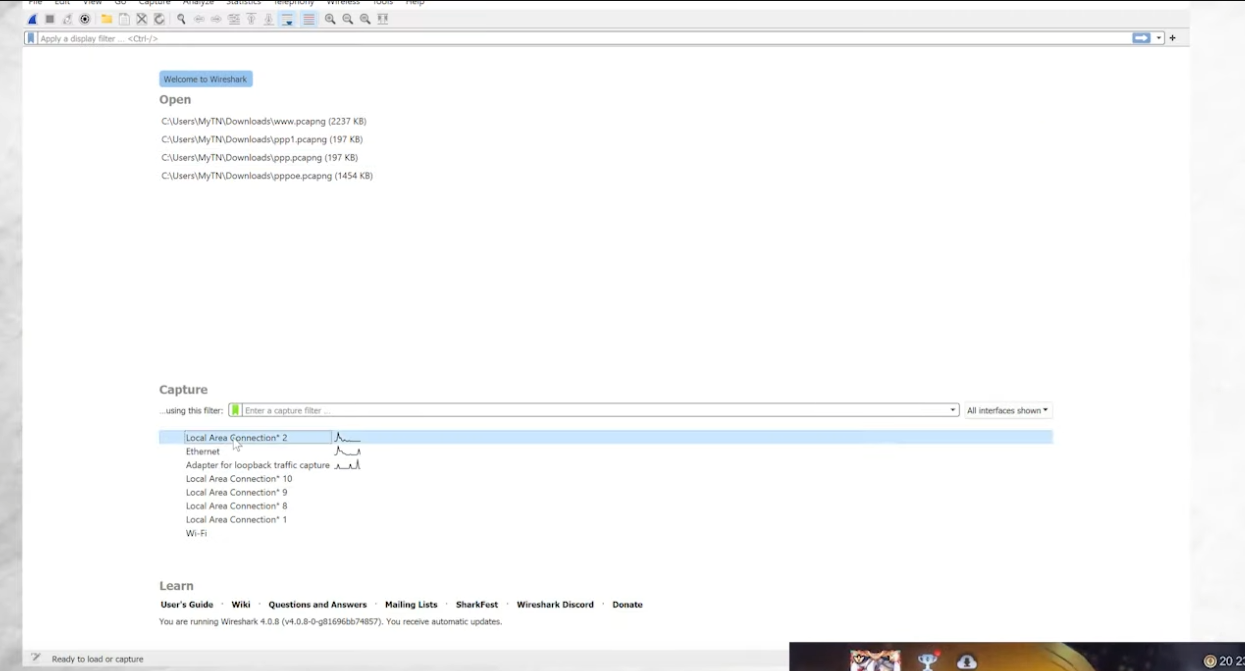 File Edit View Go Capture Analyze Statistics Telephony Wireless Tools Help
Apply a display filter ... <Ctrl-/>
+
Welcome to Wireshark
Open
C:\Users\MyTN\Downloads\www.pcapng (2237 KB)
C:\Users\MyTN\Downloads\ppp1.pcapng (197 KB)
C:\Users\MyTN\Downloads\ppp.pcapng (197 KB)
C:\Users\MyTN\Downloads\pppoe.pcapng (1454 KB)
Capture
...using this filter: Enter a capture filter ... All interfaces shown
Local Area Connection* 2
Ethernet
Adapter for loopback traffic capture
Local Area Connection* 10
Local Area Connection* 9
Local Area Connection* 8
Local Area Connection* 1
Wi-Fi
Learn
User's Guide · Wiki · Questions and Answers · Mailing Lists · SharkFest · Wireshark Discord · Donate
You are running Wireshark 4.0.8 (v4.0.8-0-g81696bb74857). You receive automatic updates.
Ready to load or capture